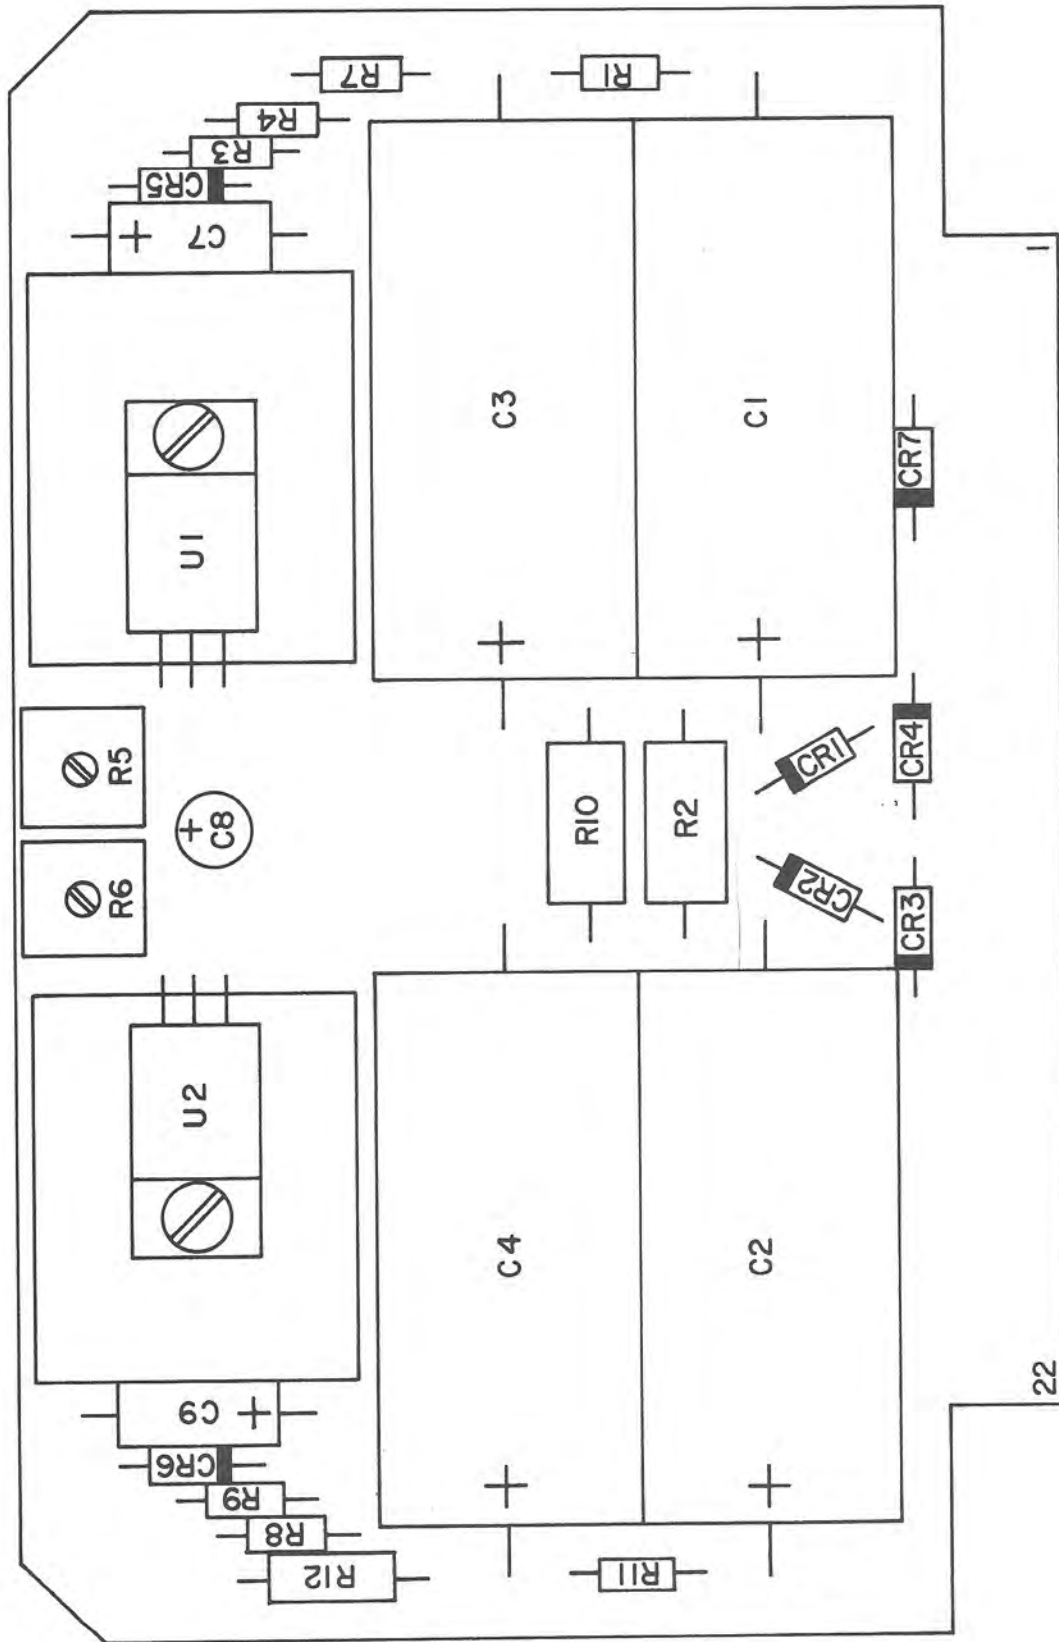 R7
R1
R4
R3
CR5
+
C7
1
C3
C1
CR7
U1
+
+
R5
CR1
CR4
+
C8
R10
R2
R6
CR2
CR3
U2
C4
C2
22
C9
+
CR6
+
+
R9
R8
R12
R11